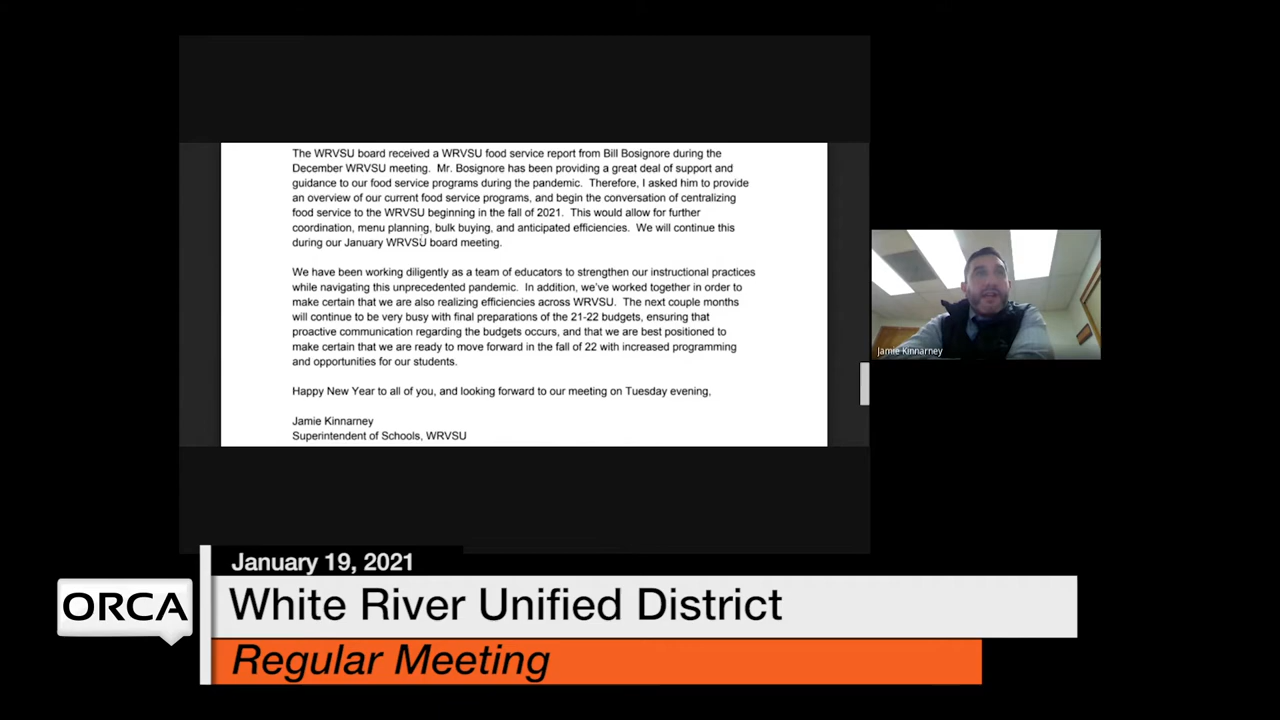 The WRVSU board received a WRVSU food service report from Bill Bosignore during the
December WRVSU meeting. Mr. Bosignore has been providing a great deal of support and
guidance to our food service programs during the pandemic. Therefore, I asked him to provide
an overview of our current food service programs, and begin the conversation of centralizing
food service to the WRVSU beginning in the fall of 2021. This would allow for further
coordination, menu planning, bulk buying, and anticipated efficiencies. We will continue this
during our January WRVSU board meeting.
We have been working diligently as a team of educators to strengthen our instructional practices
while navigating this unprecedented pandemic. In addition, we've worked together in order to
make certain that we are also realizing efficiencies across WRVSU. The next couple months
will continue to be very busy with final preparations of the 21-22 budgets, ensuring that
proactive communication regarding the budgets occurs, and that we are best positioned to
make certain that we are ready to move forward in the fall of 22 with increased programming
and opportunities for our students.
Happy New Year to all of you, and looking forward to our meeting on Tuesday evening,
Jamie Kinnarney
Superintendent of Schools, WRVSU
Jamie Kinnarney
January 19, 2021
ORCA
White River Unified District
Regular Meeting